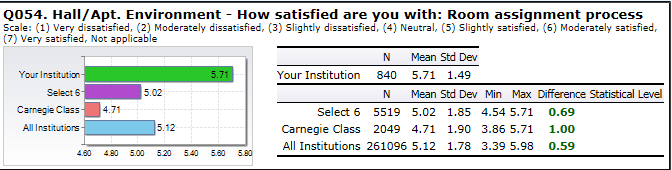 Q054. Hall/Apt. Environment - How satisfied are you with: Room assignment process
Scale: (1) Very dissatisfied, (2) Moderately dissatisfied, (3) Slightly dissatisfied, (4) Neutral, (5) Slightly satisfied, (6) Moderately satisfied,
(7) Very satisfied, Not applicable
Your Institution 5.71
Select 6 5.02
Carnegie Class 4.71
All Institutions 5.12
4.60 4.80 5.00 5.20 5.40 5.60 5.80
N Mean Std Dev
Your Institution 840 5.71 1.49
N Mean Std Dev Min Max Difference Statistical Level
Select 6 5519 5.02 1.85 4.54 5.71 0.69
Carnegie Class 2049 4.71 1.90 3.86 5.71 1.00
All Institutions 261096 5.12 1.78 3.39 5.98 0.59